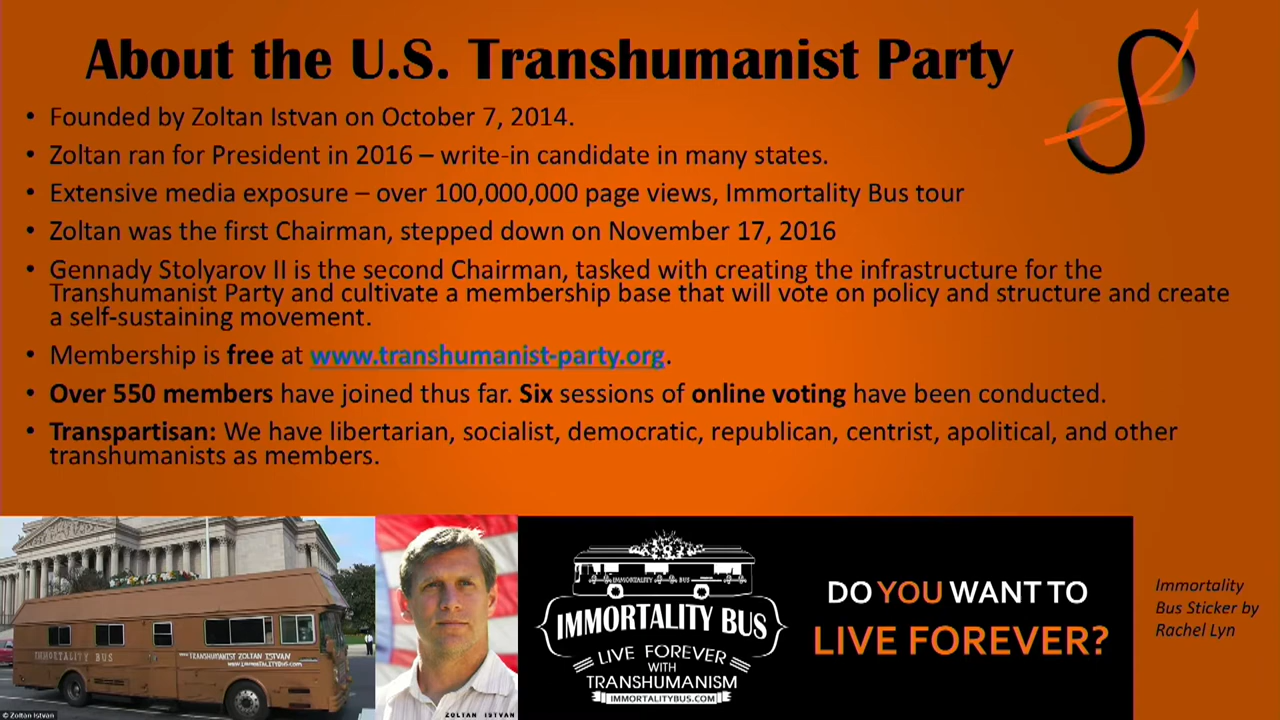 About the U.S. Transhumanist Party
• Founded by Zoltan Istvan on October 7, 2014.
• Zoltan ran for President in 2016 – write-in candidate in many states.
• Extensive media exposure – over 100,000,000 page views, Immortality Bus tour
• Zoltan was the first Chairman, stepped down on November 17, 2016
• Gennady Stolyarov II is the second Chairman, tasked with creating the infrastructure for the
Transhumanist Party and cultivate a membership base that will vote on policy and structure and create
a self-sustaining movement.
• Membership is free at www.transhumanist-party.org.
• Over 550 members have joined thus far. Six sessions of online voting have been conducted.
• Transpartisan: We have libertarian, socialist, democratic, republican, centrist, apolitical, and other
transhumanists as members.
IMMORTALITY BUS
TRANSHUMANIST ZOLTAN ISTVAN
WWW.IMMORTALITYBUS.COM
© Zoltan Istvan
ZOLTAN ISTVAN
IMMORTALITY BUS
IMMORTALITY BUS
LIVE FOREVER
WITH
TRANSHUMANISM
IMMORTALITYBUS.COM
DO YOU WANT TO
LIVE FOREVER?
Immortality
Bus Sticker by
Rachel Lyn